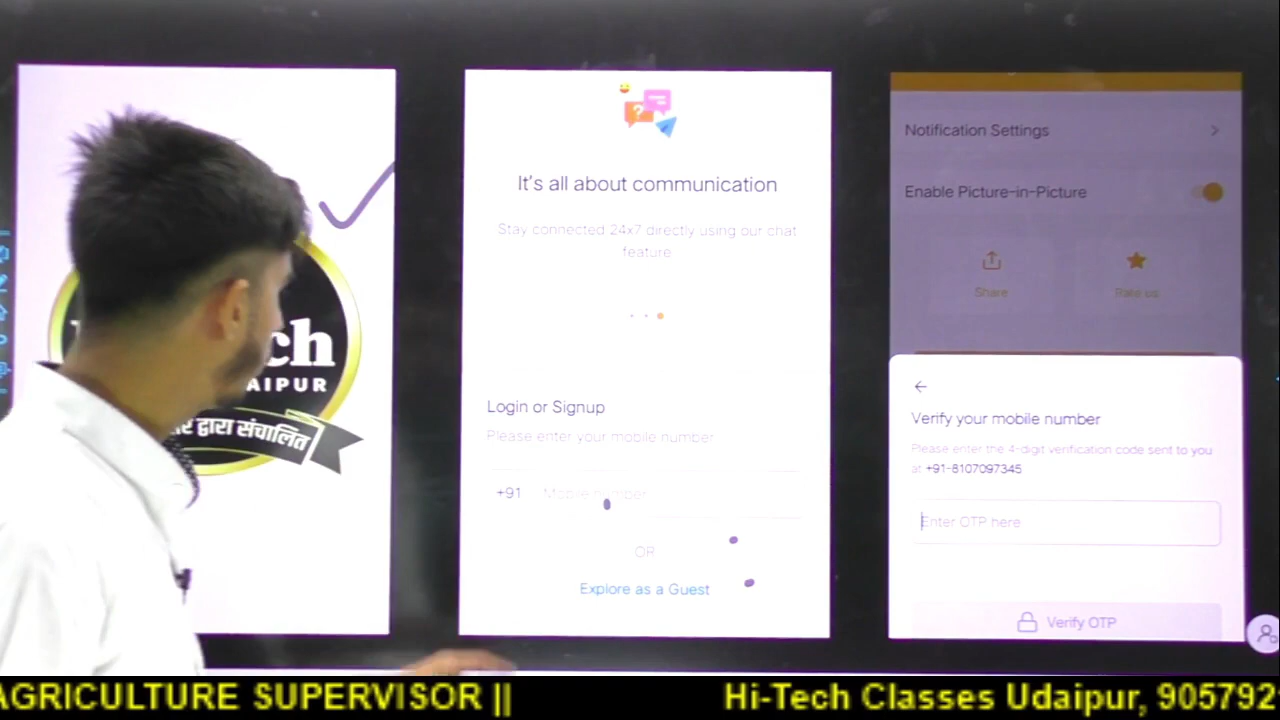 ch
AIPUR
द्वारा संचालित
It's all about communication
Stay connected 24x7 directly using our chat
feature
Login or Signup
Please enter your mobile number
+91 Mobile number
OR
Explore as a Guest
Notification Settings
Enable Picture-in-Picture
Share Rate us
Verify your mobile number
Please enter the 4-digit verification code sent to you
at +91-8107097345
Enter OTP here
Verify OTP
AGRICULTURE SUPERVISOR || Hi-Tech Classes Udaipur, 905792